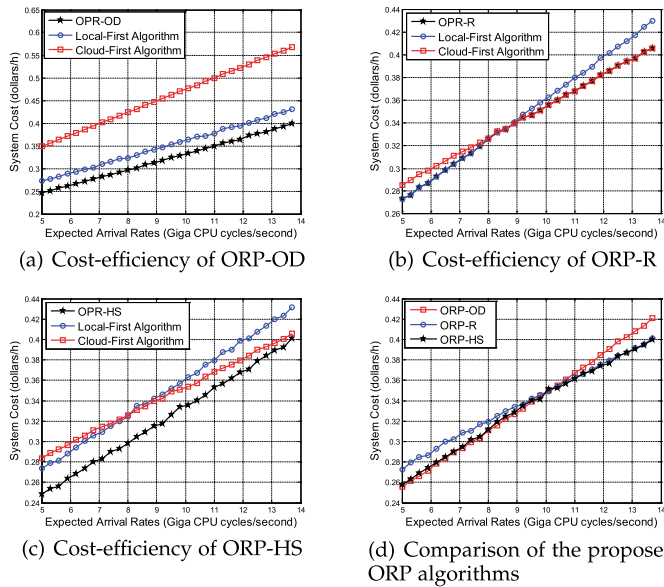 (a)
0.65
0.6
0.55
0.5
0.45
0.4
0.35
0.3
0.25
0.2
System Cost (dollars/h)
OPR-OD
Local-First Algorithm
Cloud-First Algorithm
5 6 7 8 9 10 11 12 13 14
Expected Arrival Rates (Giga CPU cycles/second)
(a) Cost-efficiency of ORP-OD
(b)
0.44
0.42
0.4
0.38
0.36
0.34
0.32
0.3
0.28
0.26
System Cost (dollars/h)
OPR-R
Local-First Algorithm
Cloud-First Algorithm
5 6 7 8 9 10 11 12 13 14
Expected Arrival Rates (Giga CPU cycles/second)
(b) Cost-efficiency of ORP-R
(c)
0.44
0.42
0.4
0.38
0.36
0.34
0.32
0.3
0.28
0.26
0.24
System Cost (dollars/h)
OPR-HS
Local-First Algorithm
Cloud-First Algorithm
5 6 7 8 9 10 11 12 13 14
Expected Arrival Rates (Giga CPU cycles/second)
(c) Cost-efficiency of ORP-HS
(d)
0.44
0.42
0.4
0.38
0.36
0.34
0.32
0.3
0.28
0.26
0.24
System Cost (dollars/h)
ORP-OD
ORP-R
ORP-HS
5 6 7 8 9 10 11 12 13 14
Expected Arrival Rates (Giga CPU cycles/second)
(d) Comparison of the propose
ORP algorithms